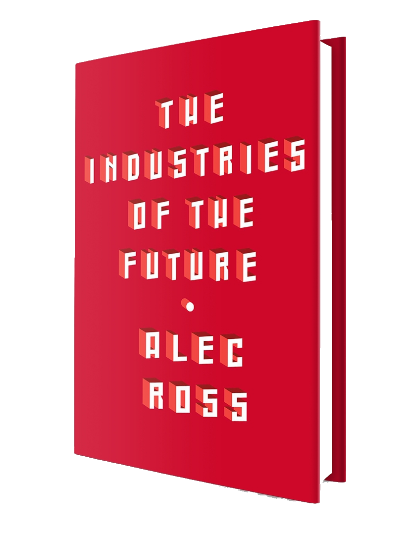 THE
INDUSTRIES
OF THE
FUTURE
ALEC
ROSS